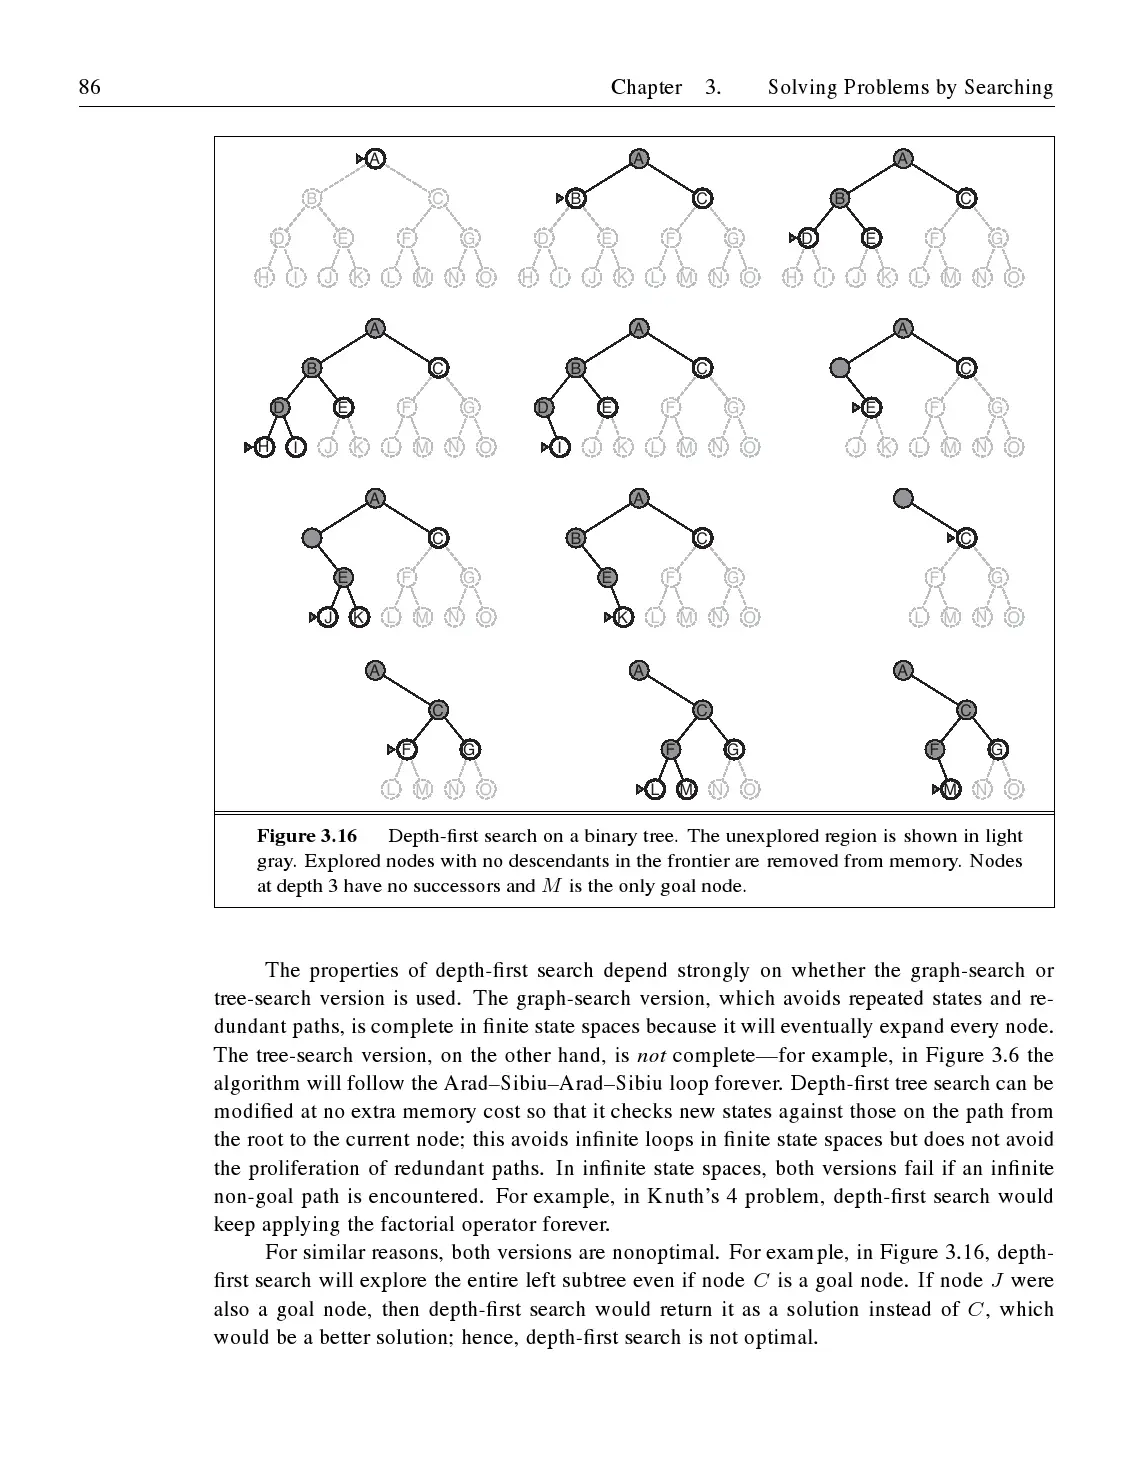 86 Chapter 3. Solving Problems by Searching
A A A
B C B C B C
D E F G D E F G D E F G
H I J K L M N O H I J K L M N O H I J K L M N O
A A A
B C B C C
D E F G D E F G E F G
H I J K L M N O I J K L M N O J K L M N O
A A
C B C C
E F G E F G F G
J K L M N O K L M N O L M N O
A A A
C C C
F G F G F G
L M N O L M N O M N O
Figure 3.16 Depth-first search on a binary tree. The unexplored region is shown in light
gray. Explored nodes with no descendants in the frontier are removed from memory. Nodes
at depth 3 have no successors and M is the only goal node.
The properties of depth-first search depend strongly on whether the graph-search or
tree-search version is used. The graph-search version, which avoids repeated states and re-
dundant paths, is complete in finite state spaces because it will eventually expand every node.
The tree-search version, on the other hand, is not complete—for example, in Figure 3.6 the
algorithm will follow the Arad–Sibiu–Arad–Sibiu loop forever. Depth-first tree search can be
modified at no extra memory cost so that it checks new states against those on the path from
the root to the current node; this avoids infinite loops in finite state spaces but does not avoid
the proliferation of redundant paths. In infinite state spaces, both versions fail if an infinite
non-goal path is encountered. For example, in Knuth's 4 problem, depth-first search would
keep applying the factorial operator forever.
For similar reasons, both versions are nonoptimal. For example, in Figure 3.16, depth-
first search will explore the entire left subtree even if node C is a goal node. If node J were
also a goal node, then depth-first search would return it as a solution instead of C, which
would be a better solution; hence, depth-first search is not optimal.